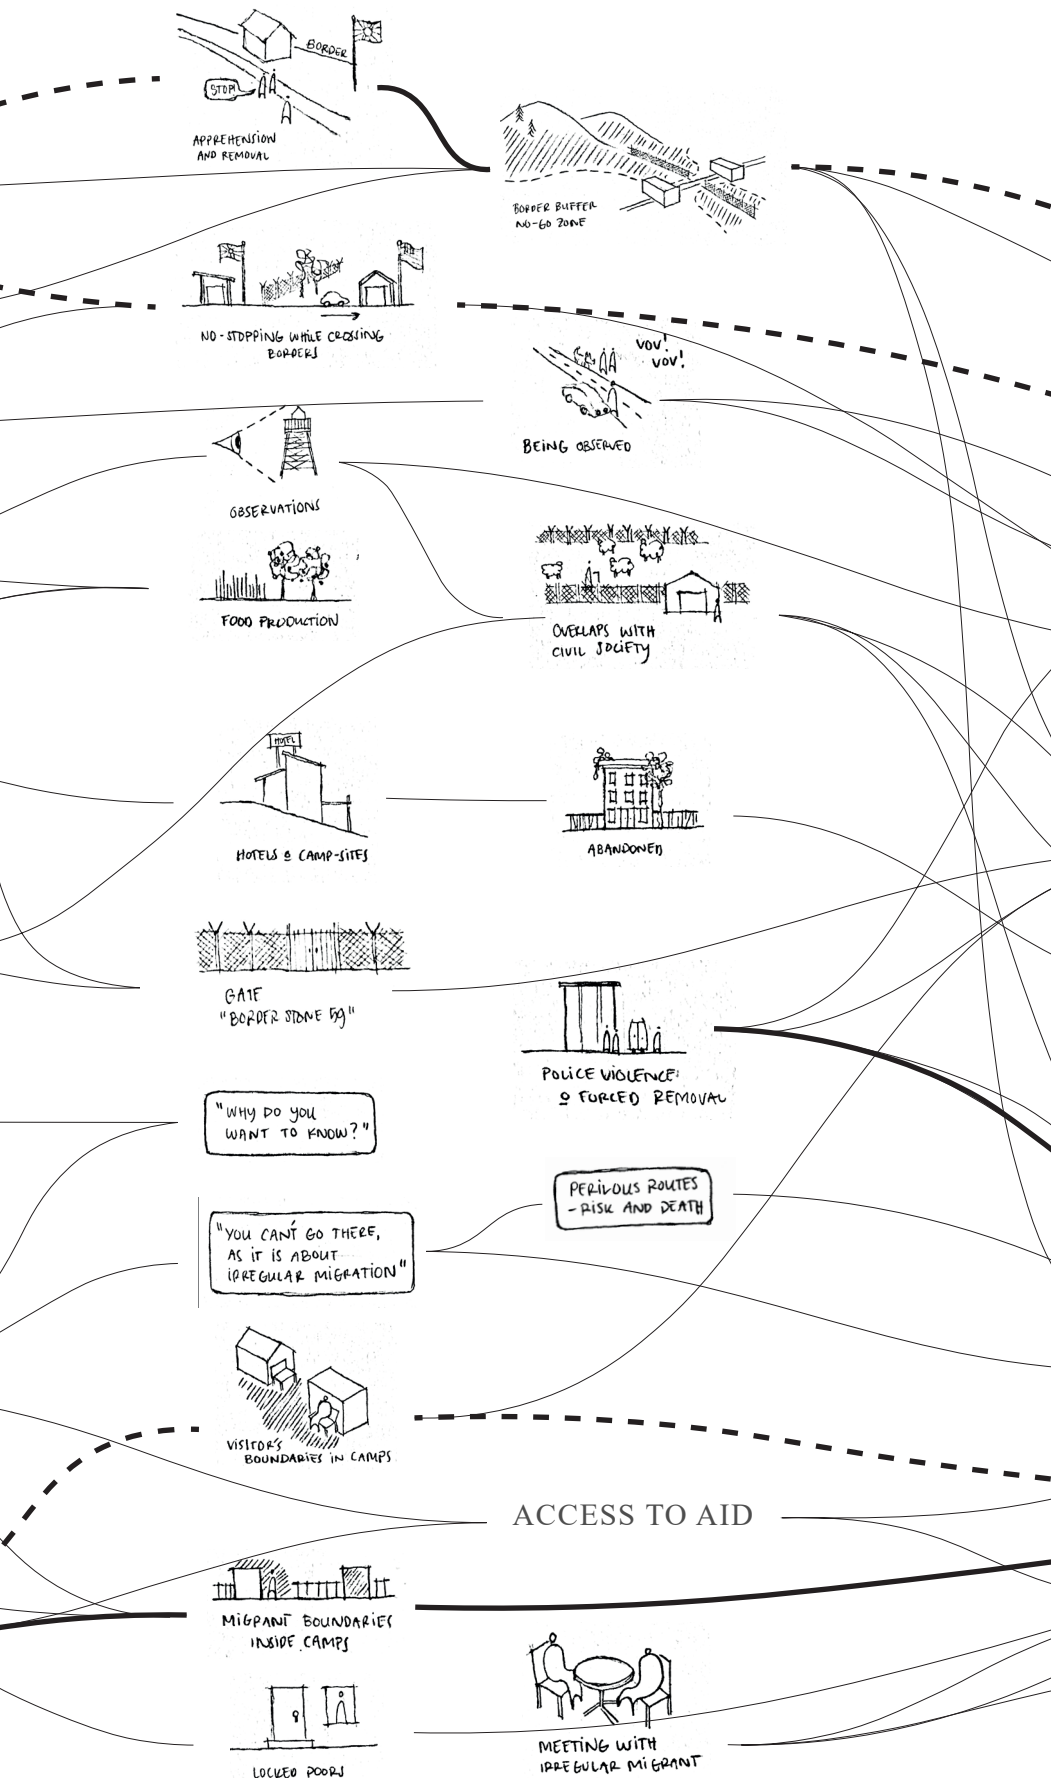 BORDER
STOP!
APPREHENSION
AND REMOVAL
BORDER BUFFER
NO-GO ZONE
NO-STOPPING WHILE CROSSING
BORDERS
VOV!
VOV!
BEING OBSERVED
OBSERVATIONS
FOOD PRODUCTION
OVERLAPS WITH
CIVIL SOCIETY
HOTEL
HOTELS & CAMP-SITES
ABANDONED
GATE
"BORDER STONE 59"
POLICE VIOLENCE:
& FORCED REMOVAL
"WHY DO YOU
WANT TO KNOW?"
PERILOUS ROUTES
- RISK AND DEATH
"YOU CAN'T GO THERE,
AS IT IS ABOUT
IRREGULAR MIGRATION"
VISITOR'S
BOUNDARIES IN CAMPS
ACCESS TO AID
MIGRANT BOUNDARIES
INSIDE CAMPS
MEETING WITH
IRREGULAR MIGRANT
LOCKED DOORS